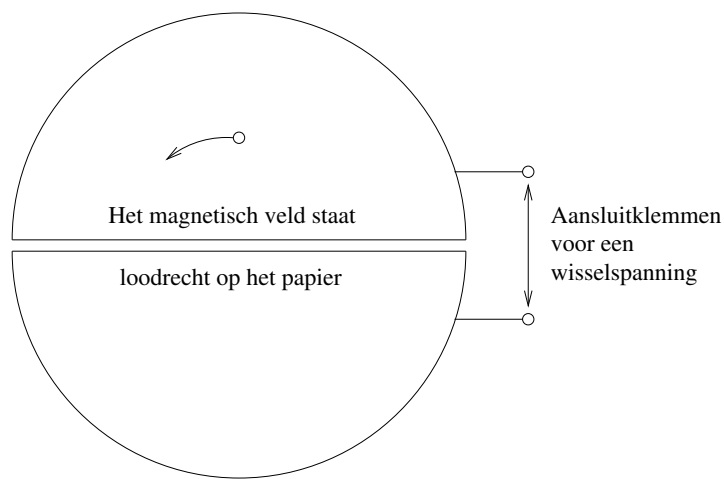 Het magnetisch veld staat
loodrecht op het papier
Aansluitklemmen
voor een
wisselspanning